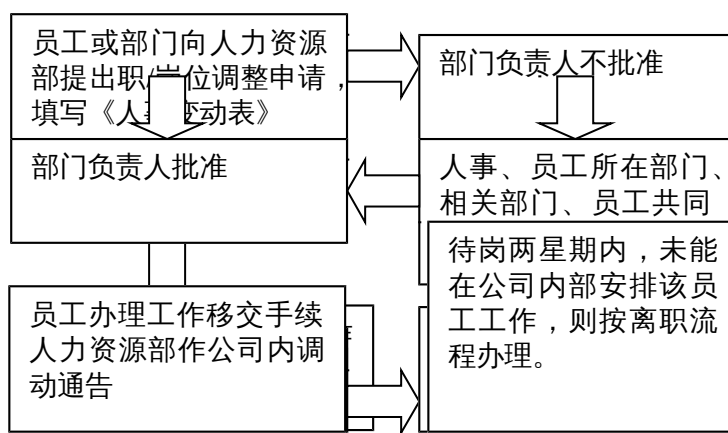 员工或部门向人力资源
部提出职/岗位调整申请，
填写《人事变动表》
部门负责人不批准
部门负责人批准
人事、员工所在部门、
相关部门、员工共同
待岗两星期内，未能
在公司内部安排该员
工工作，则按离职流
程办理。
员工办理工作移交手续
人力资源部作公司内调
动通告